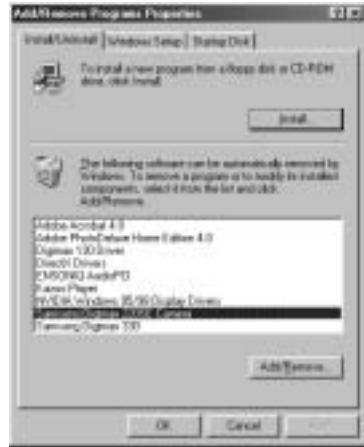 Add/Remove Programs Properties
Install/Uninstall Windows Setup Startup Disk
To install a new program from a floppy disk or CD-ROM
drive, click Install.
Install...
The following software can be automatically removed by
Windows. To remove a program or to modify its installed
components, select it from the list and click
Add/Remove.
Adobe Acrobat 4.0
Adobe PhotoDeluxe Home Edition 4.0
Digimax 130 Driver
DirectX Drivers
ENSONIQ AudioPCI
Player
NVIDIA Windows 95/98 Display Drivers
Samsung Digimax Camera
Samsung Digimax 130
Add/Remove...
OK Cancel